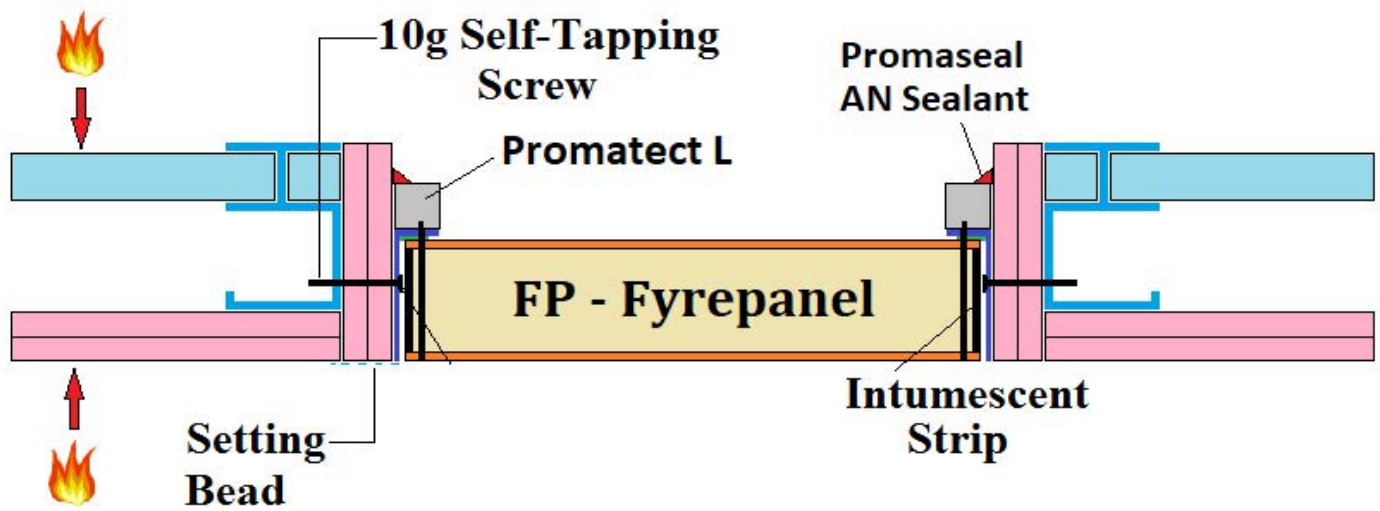 10g Self-Tapping
Screw
Promaseal
AN Sealant
Promatect L
FP - Fyrepanel
Setting
Bead
Intumescent
Strip